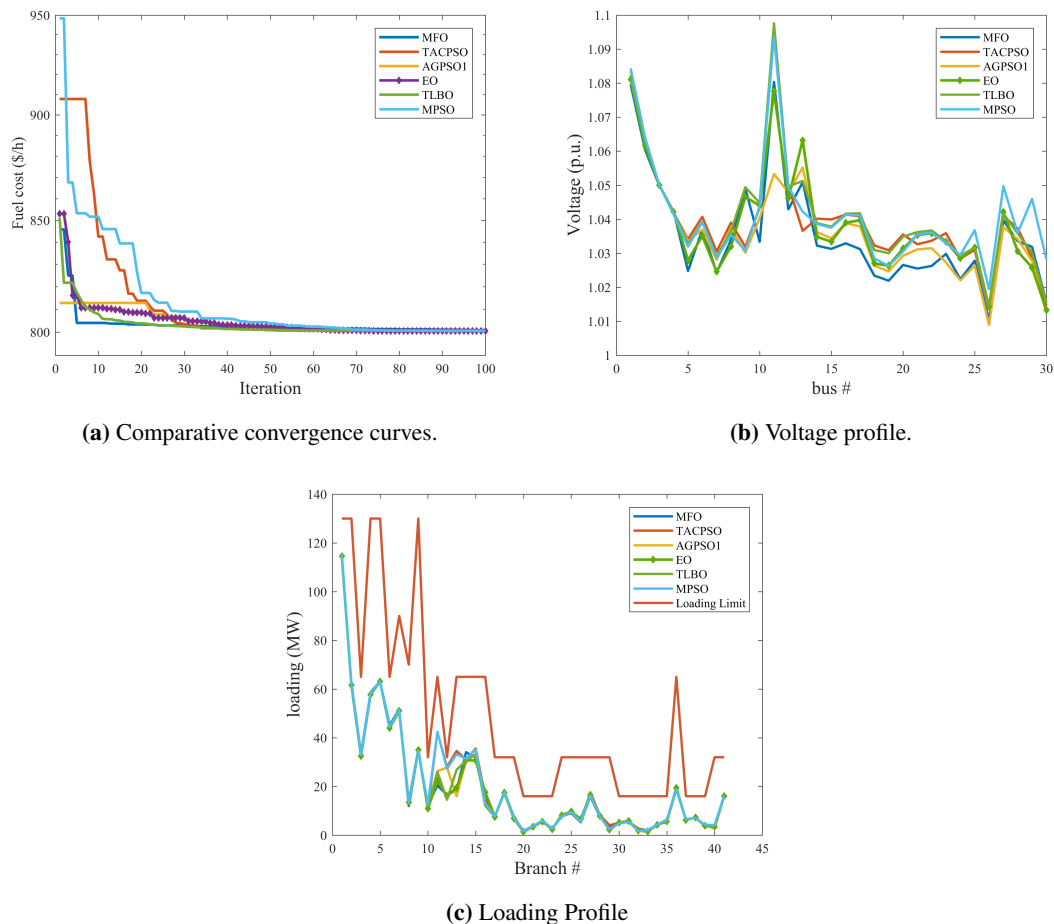 950
900
850
800
Fuel cost ($/h)
0 10 20 30 40 50 60 70 80 90 100
Iteration
MFO
TACPSO
AGPSO1
EO
TLBO
MPSO
(a) Comparative convergence curves.
1.1
1.09
1.08
1.07
1.06
1.05
1.04
1.03
1.02
1.01
1
Voltage (p.u.)
0 5 10 15 20 25 30
bus #
MFO
TACPSO
AGPSO1
EO
TLBO
MPSO
(b) Voltage profile.
140
120
100
80
60
40
20
0
loading (MW)
0 5 10 15 20 25 30 35 40 45
Branch #
MFO
TACPSO
AGPSO1
EO
TLBO
MPSO
Loading Limit
(c) Loading Profile